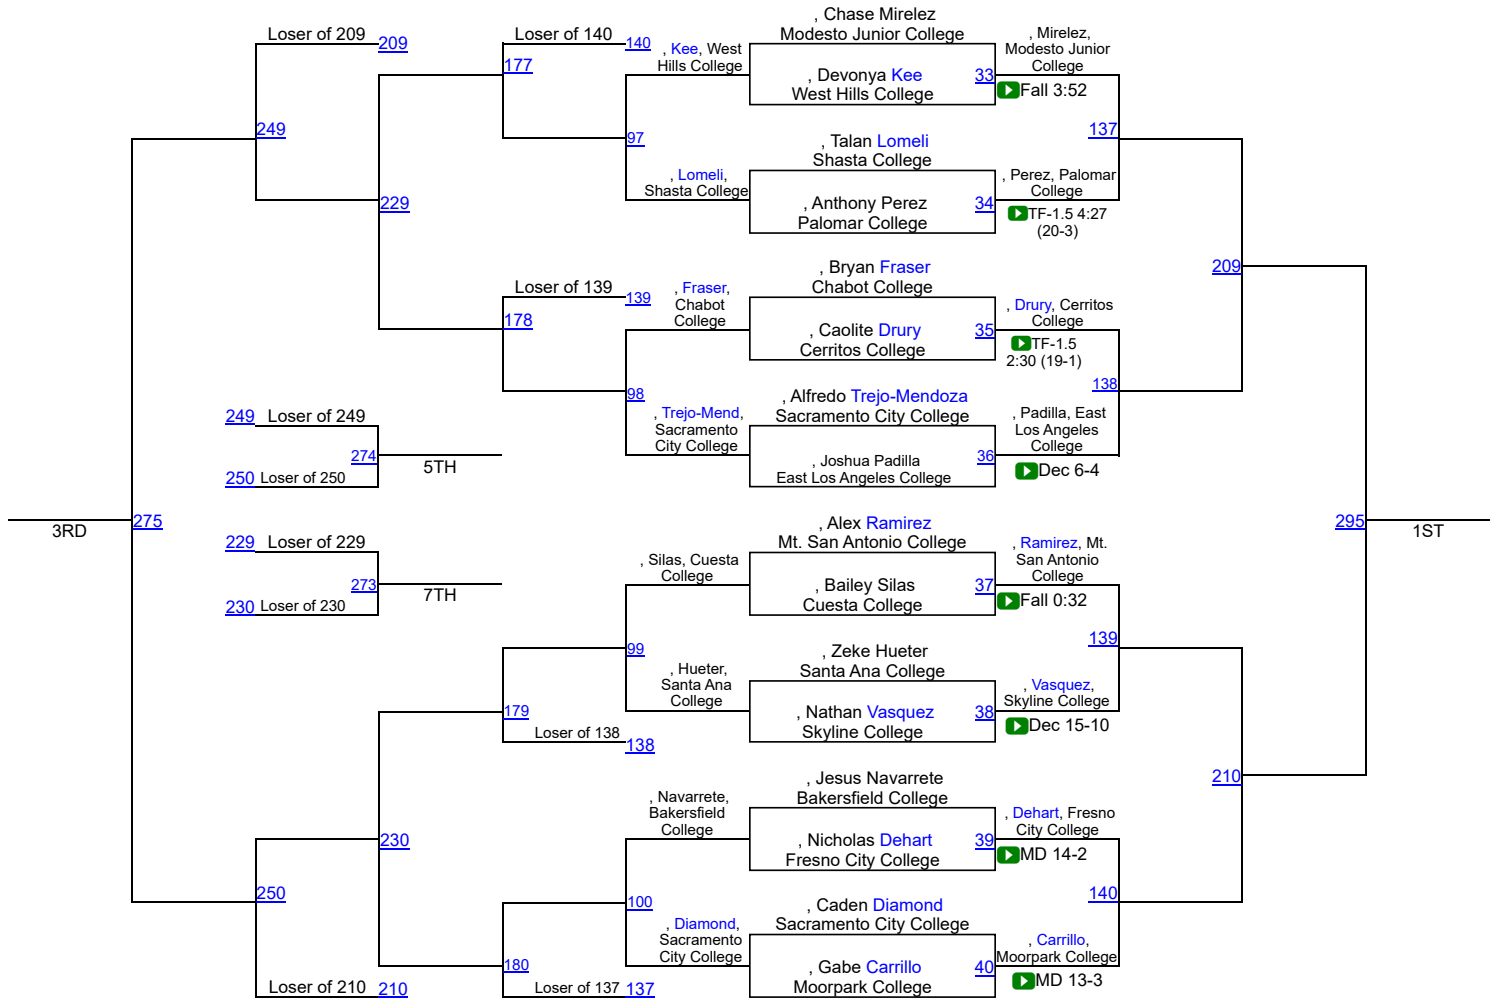 Loser of 209 209
Loser of 140 140
177
, Kee, West
Hills College
, Chase Mirelez
Modesto Junior College
, Devonya Kee
West Hills College
33
, Mirelez,
Modesto Junior
College
Fall 3:52
249
97
137
, Talan Lomeli
Shasta College
, Lomeli,
Shasta College
, Anthony Perez
Palomar College
34
, Perez, Palomar
College
TF-1.5 4:27
(20-3)
229
209
Loser of 139 139
178
, Fraser,
Chabot
College
, Bryan Fraser
Chabot College
, Caolite Drury
Cerritos College
35
, Drury, Cerritos
College
TF-1.5
2:30 (19-1)
98
138
, Trejo-Mend,
Sacramento
City College
, Alfredo Trejo-Mendoza
Sacramento City College
, Joshua Padilla
East Los Angeles College
36
, Padilla, East
Los Angeles
College
Dec 6-4
249 Loser of 249
274
5TH
250 Loser of 250
3RD
275
295
1ST
229 Loser of 229
273
7TH
230 Loser of 230
, Silas, Cuesta
College
, Alex Ramirez
Mt. San Antonio College
, Bailey Silas
Cuesta College
37
, Ramirez, Mt.
San Antonio
College
Fall 0:32
99
139
, Hueter,
Santa Ana
College
, Zeke Hueter
Santa Ana College
, Nathan Vasquez
Skyline College
38
, Vasquez,
Skyline College
Dec 15-10
179
Loser of 138 138
210
, Navarrete,
Bakersfield
College
, Jesus Navarrete
Bakersfield College
, Nicholas Dehart
Fresno City College
39
, Dehart, Fresno
City College
MD 14-2
230
250
100
140
, Diamond,
Sacramento
City College
, Caden Diamond
Sacramento City College
, Gabe Carrillo
Moorpark College
40
, Carrillo,
Moorpark College
MD 13-3
180
Loser of 210 210
Loser of 137 137